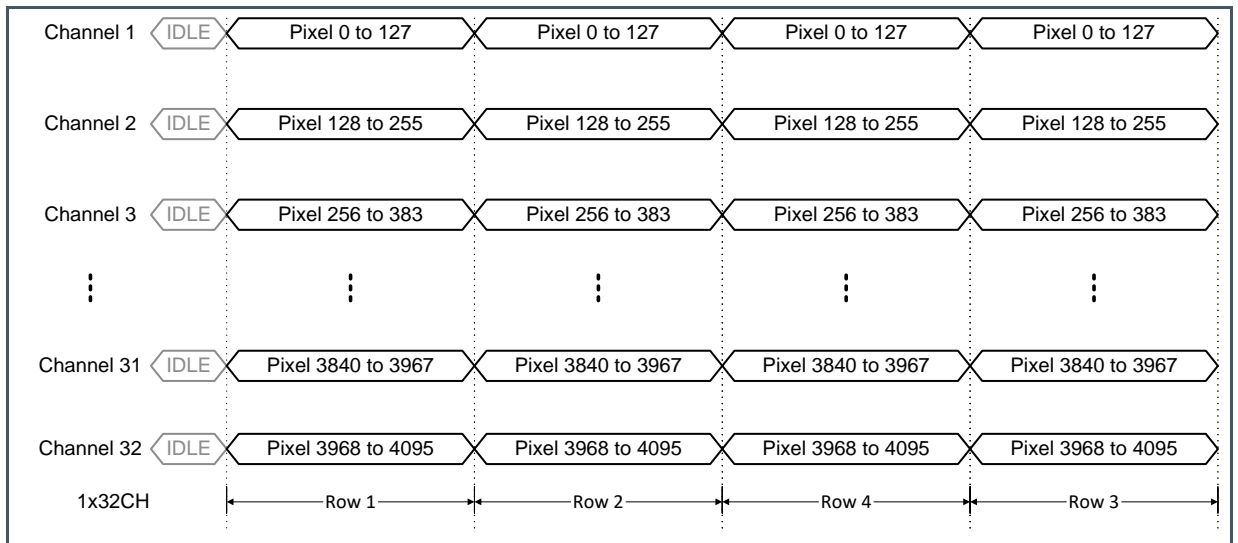 Channel 1 IDLE Pixel 0 to 127 Pixel 0 to 127 Pixel 0 to 127 Pixel 0 to 127
Channel 2 IDLE Pixel 128 to 255 Pixel 128 to 255 Pixel 128 to 255 Pixel 128 to 255
Channel 3 IDLE Pixel 256 to 383 Pixel 256 to 383 Pixel 256 to 383 Pixel 256 to 383
Channel 31 IDLE Pixel 3840 to 3967 Pixel 3840 to 3967 Pixel 3840 to 3967 Pixel 3840 to 3967
Channel 32 IDLE Pixel 3968 to 4095 Pixel 3968 to 4095 Pixel 3968 to 4095 Pixel 3968 to 4095
1x32CH Row 1 Row 2 Row 4 Row 3